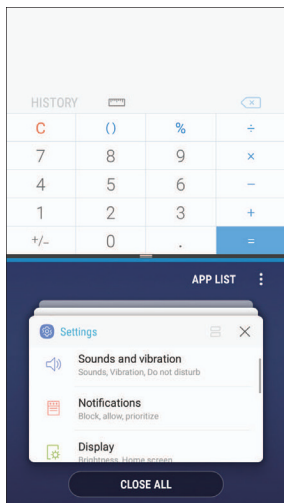 HISTORY
C () % ÷
7 8 9 ×
4 5 6 −
1 2 3 +
+/− 0 . =
APP LIST
Settings
Sounds and vibration
Sounds, Vibration, Do not disturb
Notifications
Block, allow, prioritize
Display
Brightness, Home screen
CLOSE ALL